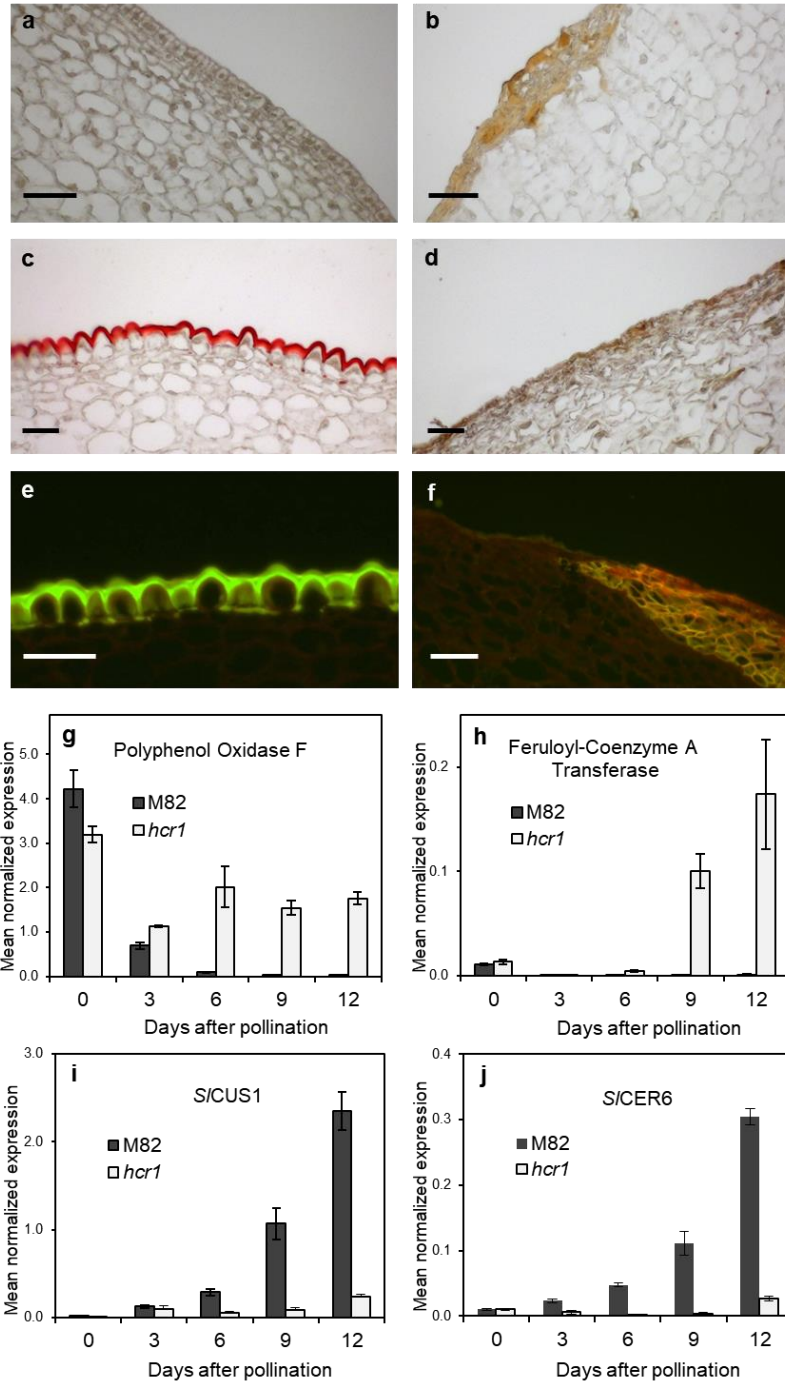 a
b
c
d
e
f
g
Polyphenol Oxidase F
M82
hcr1
Mean normalized expression
5.0
4.0
3.0
2.0
1.0
0.0
0 3 6 9 12
Days after pollination
h
Feruloyl-Coenzyme A
Transferase
M82
hcr1
Mean normalized expression
0.2
0.1
0.0
0 3 6 9 12
Days after pollination
i
SlCUS1
M82
hcr1
Mean normalized expression
3.0
2.0
1.0
0.0
0 3 6 9 12
Days after pollination
j
SlCER6
M82
hcr1
Mean normalized expression
0.4
0.3
0.2
0.1
0.0
0 3 6 9 12
Days after pollination